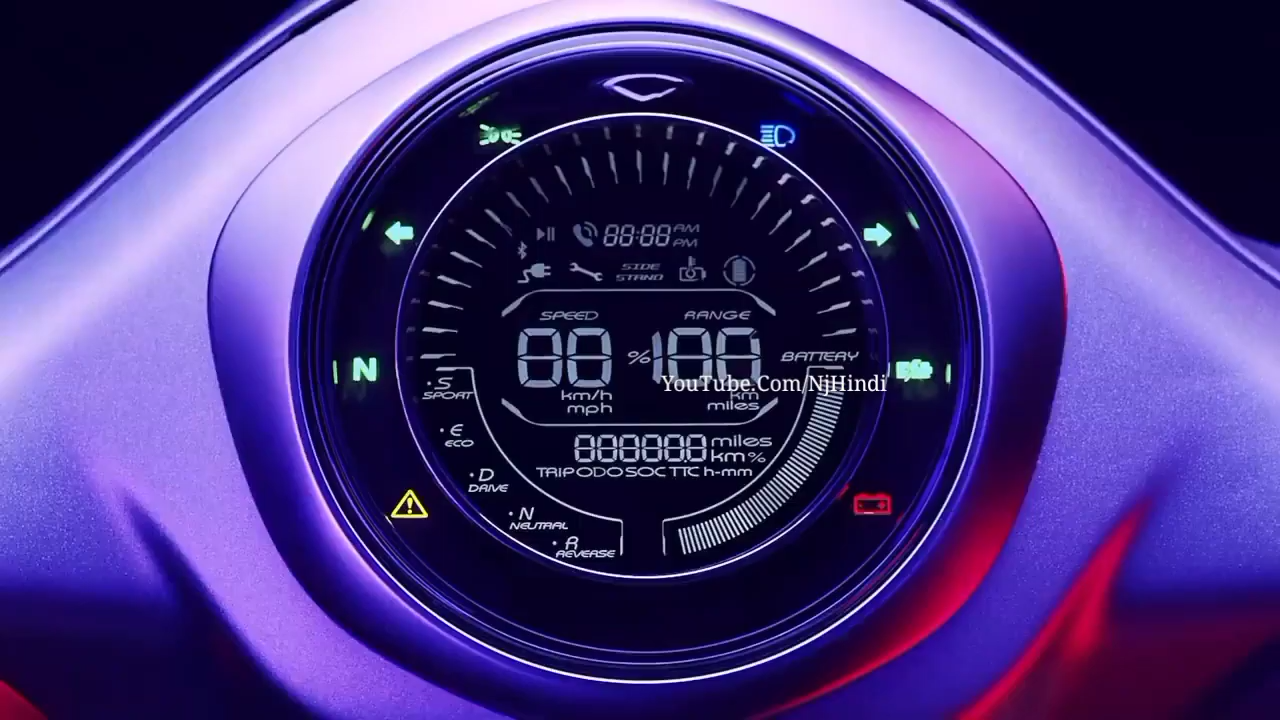 88:88 AM
PM
SIDE
STAND
SPEED
RANGE
88 % 188
BATTERY
YouTube.Com/NjHindi
km/h
mph
km
miles
S
SPORT
E
ECO
D
DRIVE
N
NEUTRAL
R
REVERSE
N
888888 miles
km %
TRIP ODO SOC TTC h-mm